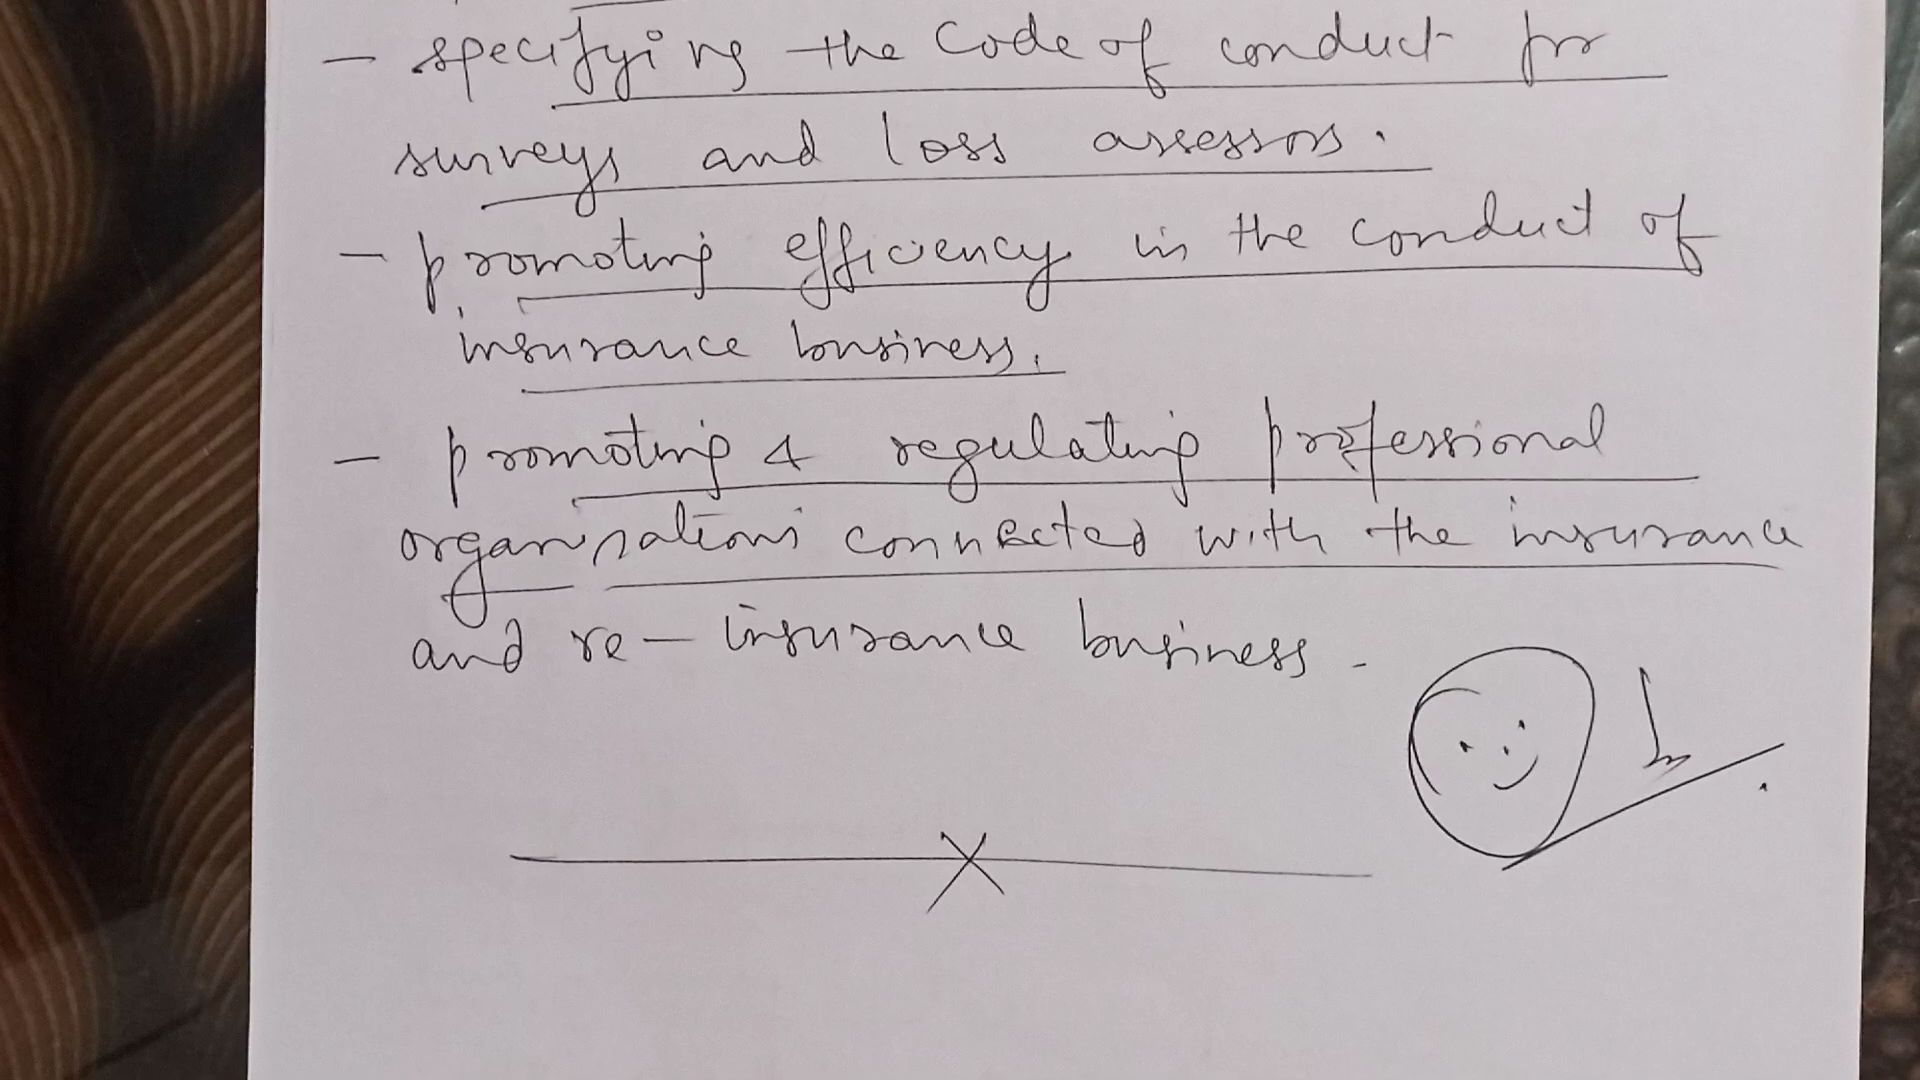 - specifying the Code of conduct for
surveys and loss assessors.
- promoting efficiency in the conduct of
insurance business.
- promoting & regulating professional
organisations connected with the insurance
and re-insurance business.